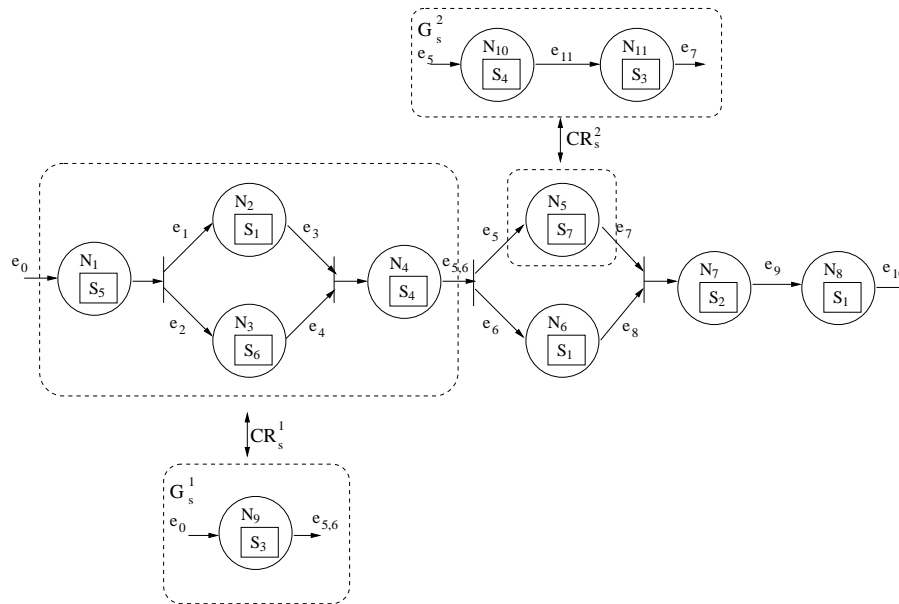 G_s^2
e_5
N_10
S_4
e_11
N_11
S_3
e_7
CR_s^2
e_0
N_1
S_5
e_1
e_2
N_2
S_1
N_3
S_6
e_3
e_4
N_4
S_4
e_5,6
e_5
e_6
N_5
S_7
N_6
S_1
e_7
e_8
N_7
S_2
e_9
N_8
S_1
CR_s^1
G_s^1
e_0
N_9
S_3
e_5,6